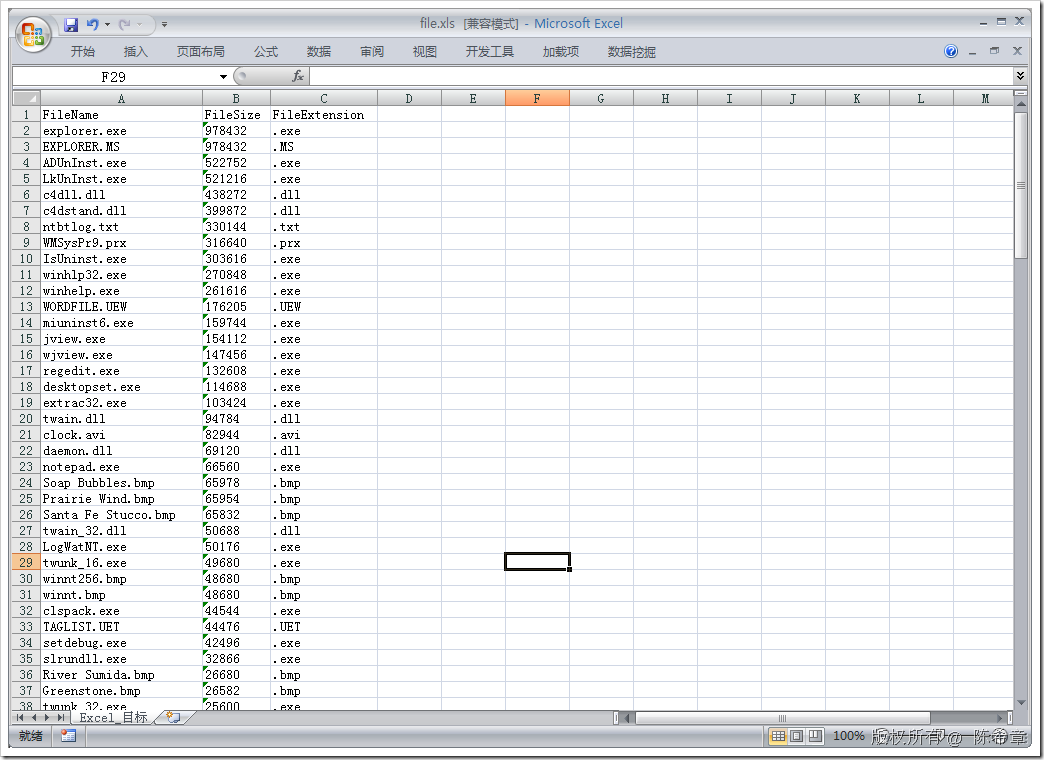 file.xls [兼容模式] - Microsoft Excel
开始 插入 页面布局 公式 数据 审阅 视图 开发工具 加载项 数据挖掘
F29 fx
A B C D E F G H I J K L M
1 FileName FileSize FileExtension
2 explorer.exe 978432 .exe
3 EXPLORER.MS 978432 .MS
4 ADUnInst.exe 522752 .exe
5 LkUnInst.exe 521216 .exe
6 c4dll.dll 438272 .dll
7 c4dstand.dll 399872 .dll
8 ntbtlog.txt 330144 .txt
9 WMSysPr9.prx 316640 .prx
10 IsUninst.exe 303616 .exe
11 winhlp32.exe 270848 .exe
12 winhelp.exe 261616 .exe
13 WORDFILE.UEW 176205 .UEW
14 miuninst6.exe 159744 .exe
15 jview.exe 154112 .exe
16 wjview.exe 147456 .exe
17 regedit.exe 132608 .exe
18 desktopset.exe 114688 .exe
19 extrac32.exe 103424 .exe
20 twain.dll 94784 .dll
21 clock.avi 82944 .avi
22 daemon.dll 69120 .dll
23 notepad.exe 66560 .exe
24 Soap Bubbles.bmp 65978 .bmp
25 Prairie Wind.bmp 65954 .bmp
26 Santa Fe Stucco.bmp 65832 .bmp
27 twain_32.dll 50688 .dll
28 LogWatNT.exe 50176 .exe
29 twunk_16.exe 49680 .exe
30 winnt256.bmp 48680 .bmp
31 winnt.bmp 48680 .bmp
32 clspack.exe 44544 .exe
33 TAGLIST.UET 44476 .UET
34 setdebug.exe 42496 .exe
35 slrundll.exe 32866 .exe
36 River Sumida.bmp 26680 .bmp
37 Greenstone.bmp 26582 .bmp
38 twunk_32.exe 25600 .exe
Excel_目标
就绪 100% 版权所有@ 陈希章